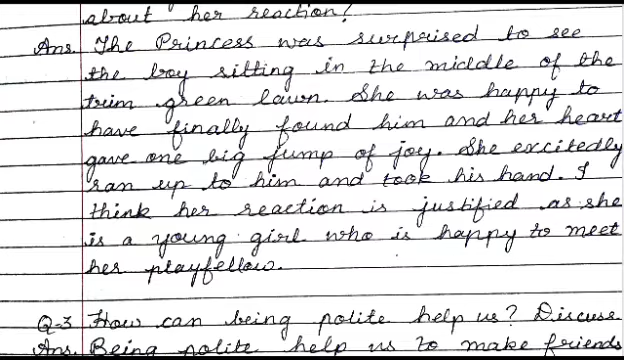 about her reaction?
Ans. The Princess was surprised to see
the boy sitting in the middle of the
trim green lawn. She was happy to
have finally found him and her heart
gave one big jump of joy. She excitedly
ran up to him and took his hand. I
think her reaction is justified as she
is a young girl who is happy to meet
her playfellow.
Q-3 How can being polite help us? Discuss
Ans. Being polite help us to make friends